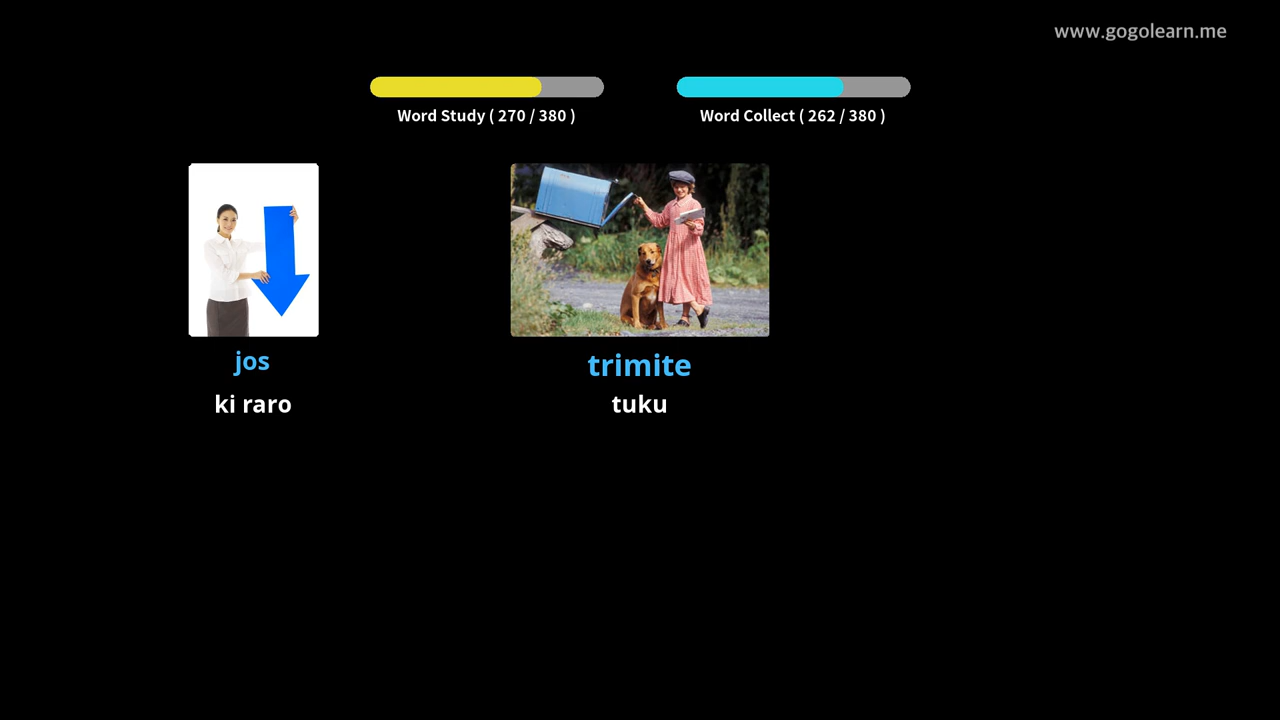 www.gogolearn.me
Word Study ( 270 / 380 )
Word Collect ( 262 / 380 )
jos
ki raro
trimite
tuku